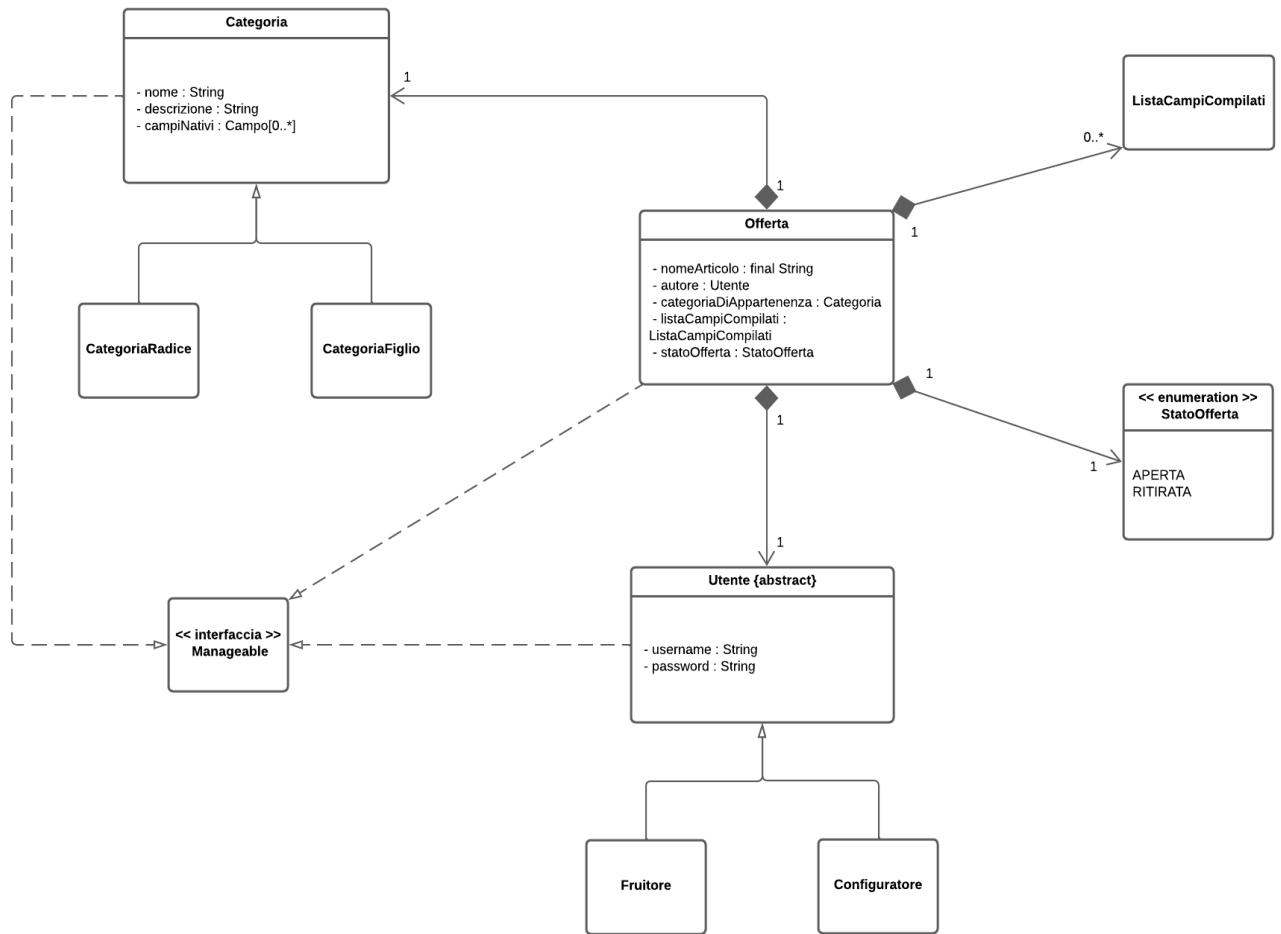 Categoria
- nome : String
- descrizione : String
- campiNativi : Campo[0..*]
1
1
ListaCampiCompilati
0..*
1
Offerta
- nomeArticolo : final String
- autore : Utente
- categoriaDiAppartenenza : Categoria
- listaCampiCompilati :
ListaCampiCompilati
- statoOfferta : StatoOfferta
CategoriaRadice
CategoriaFiglio
1
1
<< enumeration >>
StatoOfferta
APERTA
RITIRATA
1
1
Utente {abstract}
- username : String
- password : String
<< interfaccia >>
Manageable
Fruitore
Configuratore